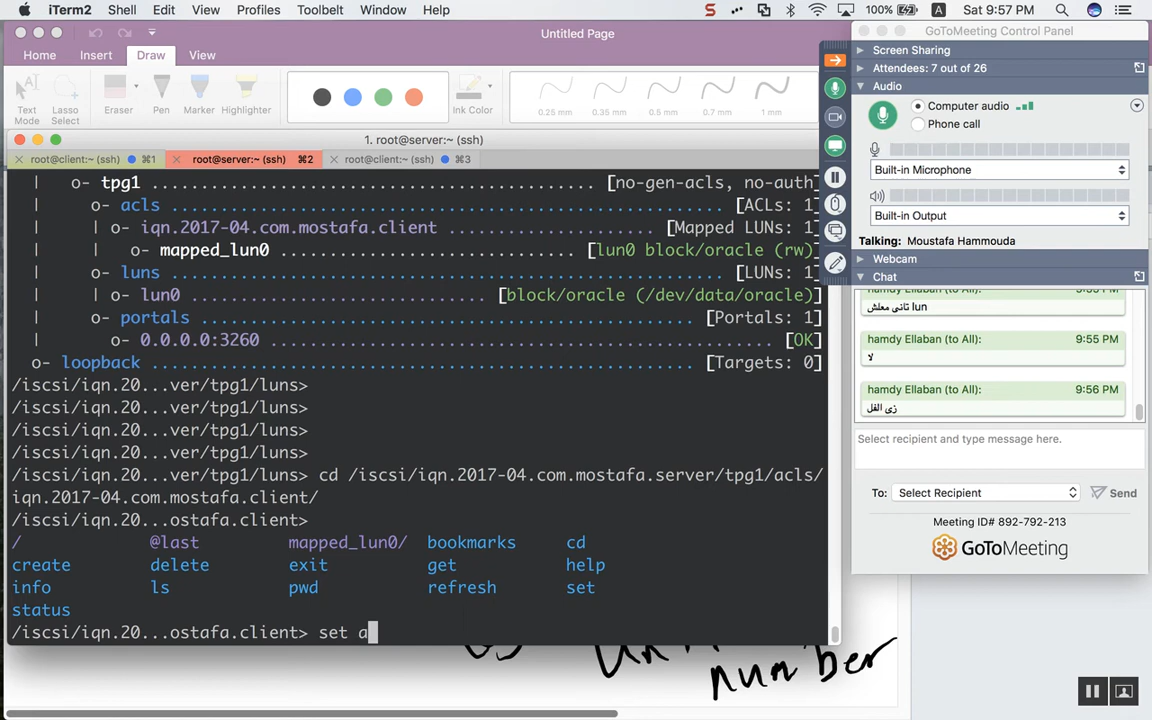 iTerm2 Shell Edit View Profiles Toolbelt Window Help 100% A Sat 9:57 PM
Untitled Page
GoToMeeting Control Panel
Home Insert Draw View
Screen Sharing
Attendees: 7 out of 26
Audio
Text Mode
Lasso Select
Eraser
Pen
Marker
Highlighter
Ink Color
0.25 mm
0.35 mm
0.5 mm
0.7 mm
1 mm
Computer audio
Phone call
Built-in Microphone
Built-in Output
Talking: Moustafa Hammouda
Webcam
Chat
1. root@server:~ (ssh)
root@client:~ (ssh) ⌘1
root@server:~ (ssh) ⌘2
root@client:~ (ssh) ⌘3
| o- tpg1 ............................................................... [no-gen-acls, no-auth]
| o- acls ....................................................... [ACLs: 1]
| o- iqn.2017-04.com.mostafa.client ..................... [Mapped LUNs: 1]
| o- mapped_lun0 ............................. [lun0 block/oracle (rw)]
| o- luns ....................................................... [LUNs: 1]
| | o- lun0 ............................... [block/oracle (/dev/data/oracle)]
| o- portals ................................................. [Portals: 1]
| o- 0.0.0.0:3260 .................................................. [OK]
o- loopback ..................................................... [Targets: 0]
/iscsi/iqn.20...ver/tpg1/luns>
/iscsi/iqn.20...ver/tpg1/luns>
/iscsi/iqn.20...ver/tpg1/luns>
/iscsi/iqn.20...ver/tpg1/luns>
/iscsi/iqn.20...ver/tpg1/luns> cd /iscsi/iqn.2017-04.com.mostafa.server/tpg1/acls/
iqn.2017-04.com.mostafa.client/
/iscsi/iqn.20...ostafa.client>
/ @last mapped_lun0/ bookmarks cd
create delete exit get help
info ls pwd refresh set
status
/iscsi/iqn.20...ostafa.client> set a
number
hamdy Ellaban (to All): 9:55 PM
lun تاني معلش
hamdy Ellaban (to All): 9:55 PM
لا
hamdy Ellaban (to All): 9:56 PM
زي الفل
Select recipient and type message here.
To: Select Recipient Send
Meeting ID# 892-792-213
GoToMeeting